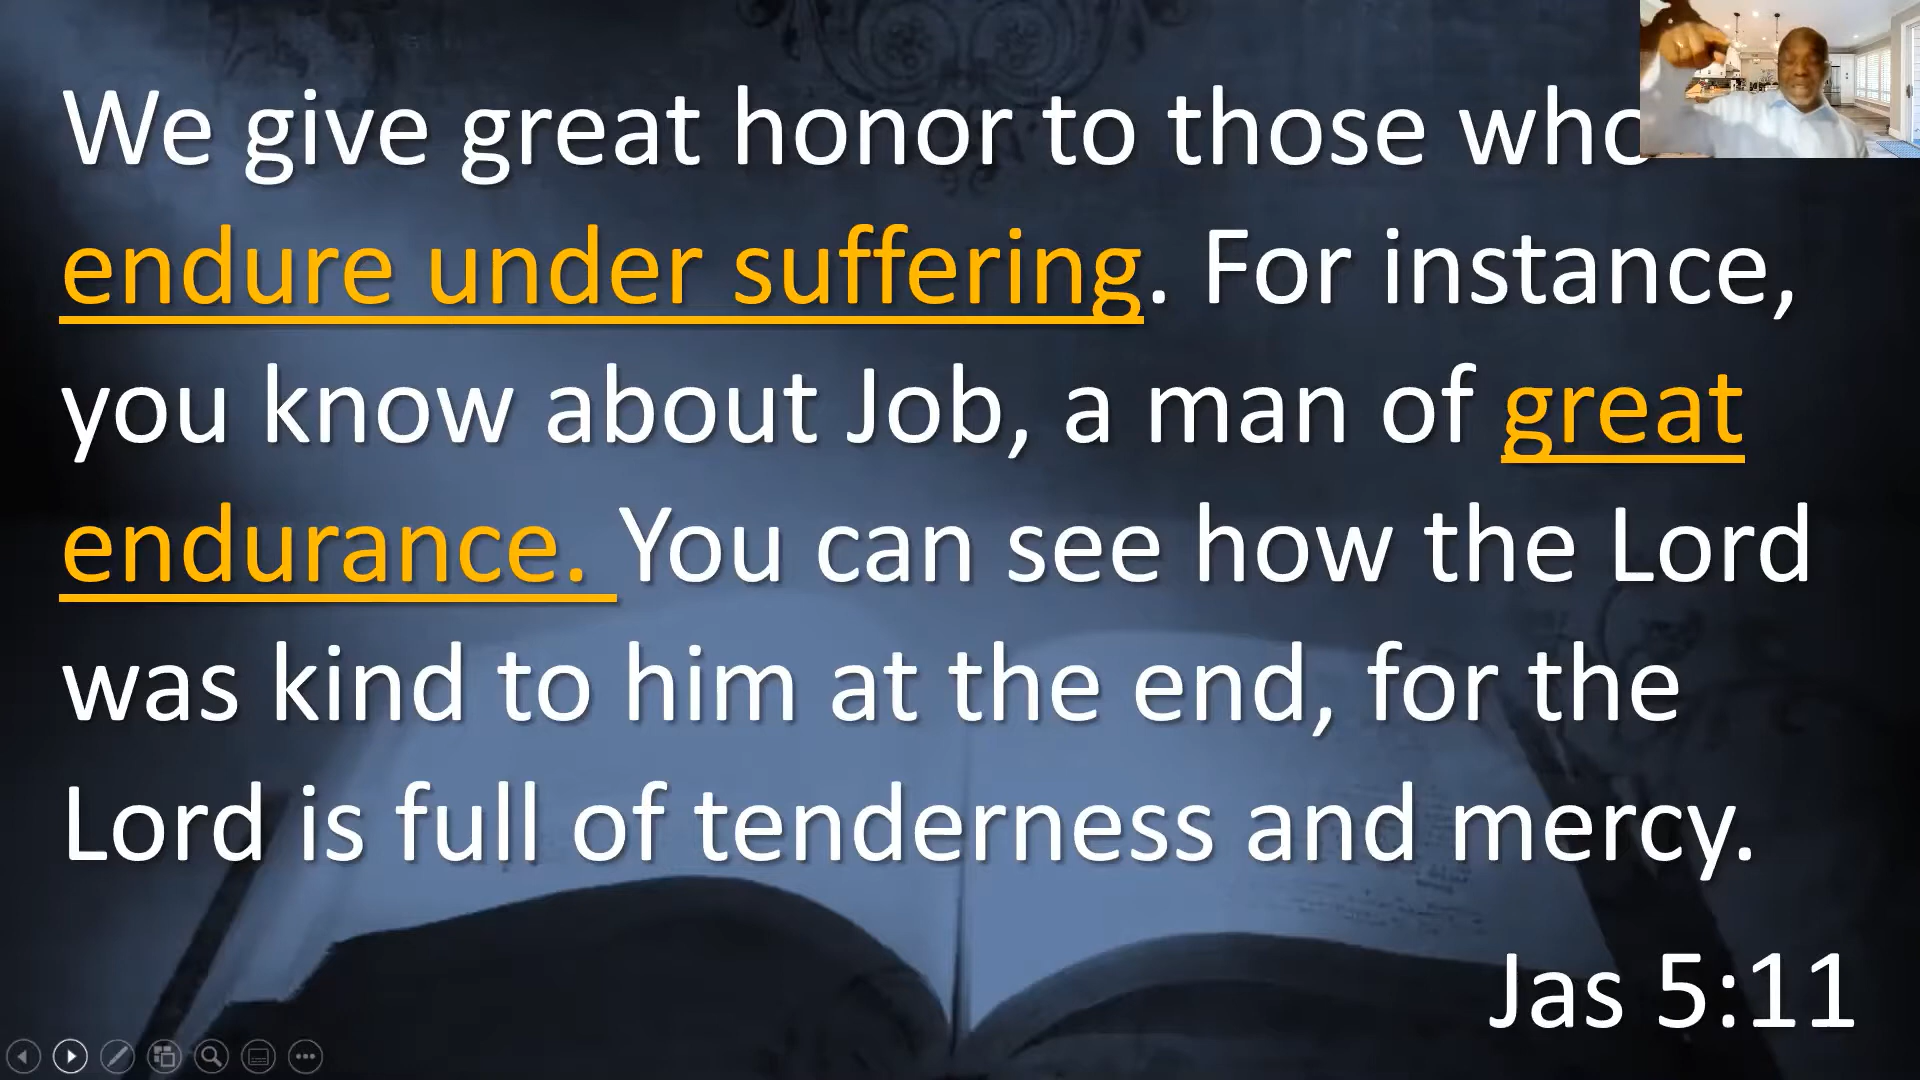 We give great honor to those who
endure under suffering. For instance,
you know about Job, a man of great
endurance. You can see how the Lord
was kind to him at the end, for the
Lord is full of tenderness and mercy.
Jas 5:11